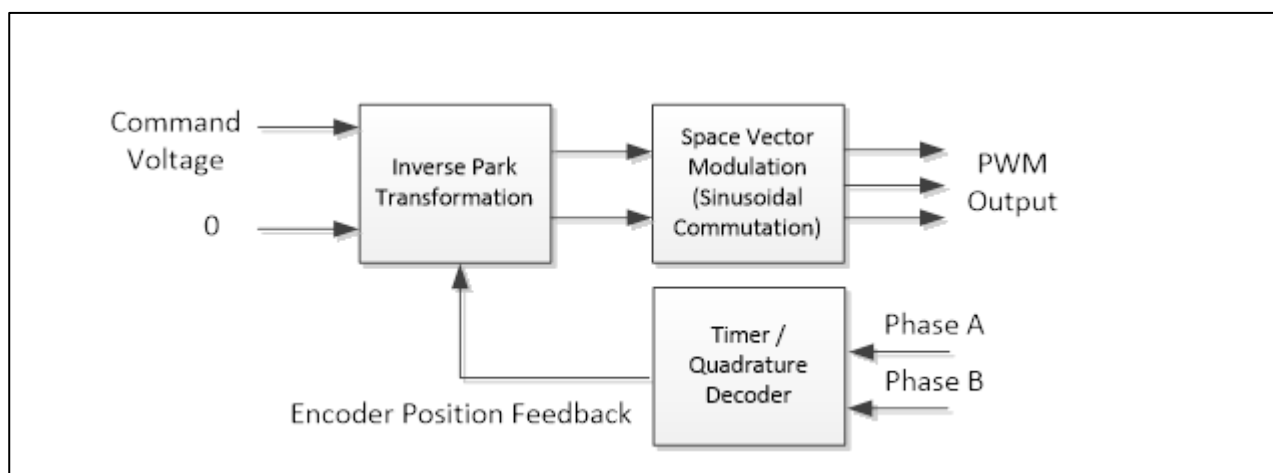 Command
Voltage
0
Inverse Park
Transformation
Space Vector
Modulation
(Sinusoidal
Commutation)
PWM
Output
Timer /
Quadrature
Decoder
Phase A
Phase B
Encoder Position Feedback